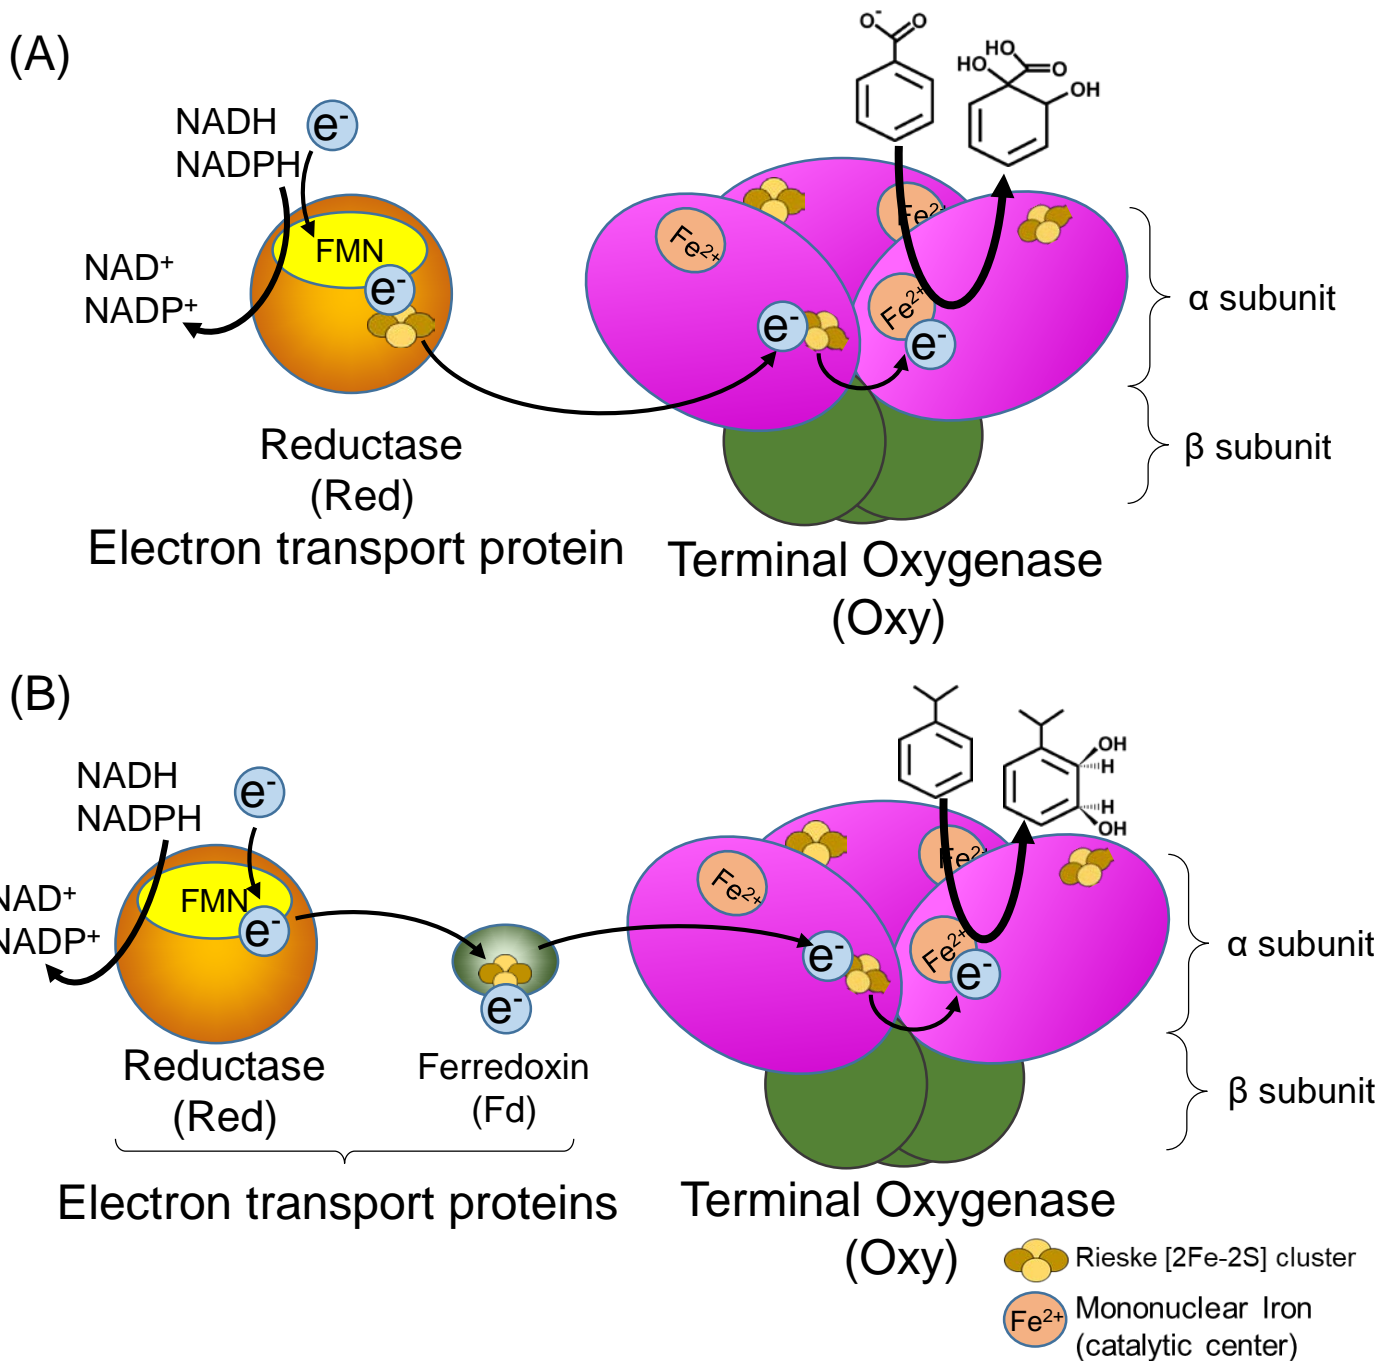 (A)
NADH
NADPH
e-
FMN
e-
NAD+
NADP+
Reductase
(Red)
Electron transport protein
O-
O
HO
HO
O
OH
Fe2+
Fe2+
Fe2+
e-
e-
α subunit
β subunit
Terminal Oxygenase
(Oxy)
(B)
NADH
NADPH
e-
FMN
e-
NAD+
NADP+
Reductase
(Red)
e-
Ferredoxin
(Fd)
Electron transport proteins
OH
H
H
OH
Fe2+
Fe2+
Fe2+
e-
e-
α subunit
β subunit
Terminal Oxygenase
(Oxy)
Rieske [2Fe-2S] cluster
Fe2+
Mononuclear Iron
(catalytic center)